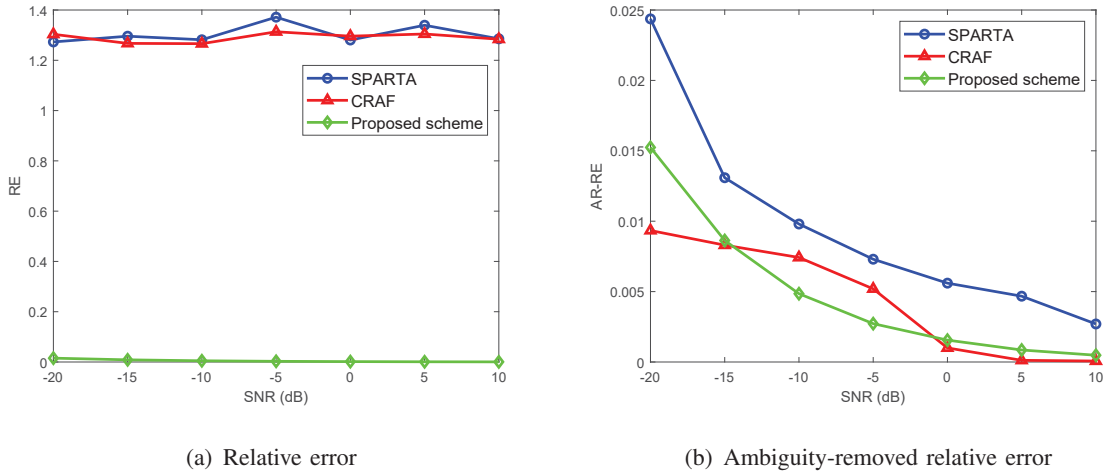 1.4
1.2
1
0.8
0.6
0.4
0.2
0
RE
-20 -15 -10 -5 0 5 10
SNR (dB)
SPARTA
CRAF
Proposed scheme
(a) Relative error
0.025
0.02
0.015
0.01
0.005
0
AR-RE
-20 -15 -10 -5 0 5 10
SNR (dB)
SPARTA
CRAF
Proposed scheme
(b) Ambiguity-removed relative error